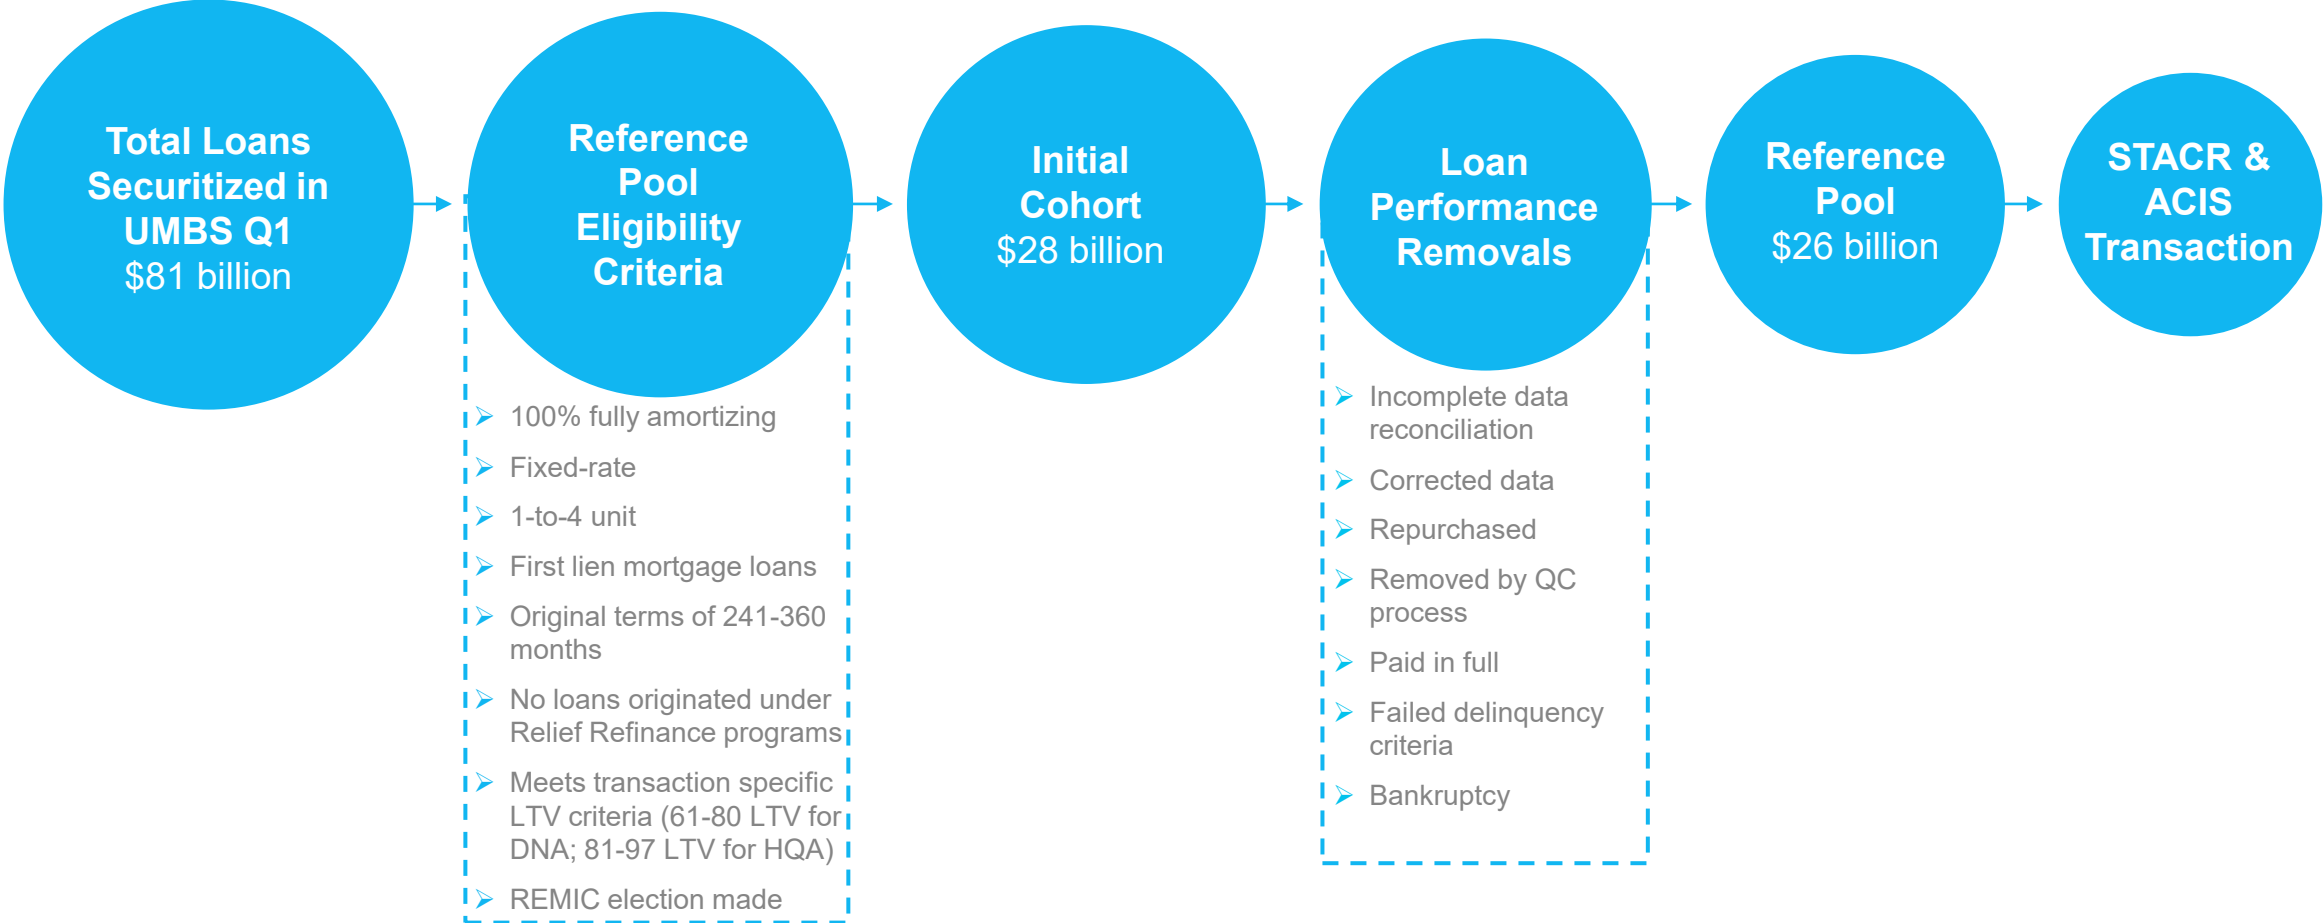 Total Loans
Securitized in
UMBS Q1
$81 billion
Reference
Pool
Eligibility
Criteria
100% fully amortizing
Fixed-rate
1-to-4 unit
First lien mortgage loans
Original terms of 241-360
months
No loans originated under
Relief Refinance programs
Meets transaction specific
LTV criteria (61-80 LTV for
DNA; 81-97 LTV for HQA)
REMIC election made
Initial
Cohort
$28 billion
Loan
Performance
Removals
Incomplete data
reconciliation
Corrected data
Repurchased
Removed by QC
process
Paid in full
Failed delinquency
criteria
Bankruptcy
Reference
Pool
$26 billion
STACR &
ACIS
Transaction